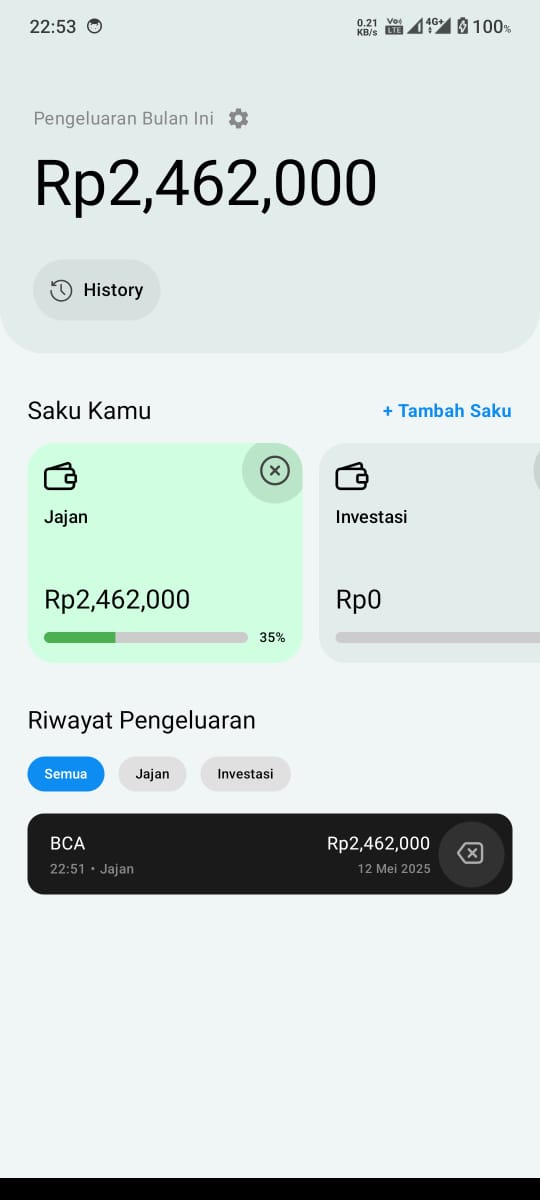 22:53 0.21 KB/s Vo LTE 4G+ 100%
Pengeluaran Bulan Ini
Rp2,462,000
History
Saku Kamu + Tambah Saku
Jajan Investasi
Rp2,462,000 Rp0
35%
Riwayat Pengeluaran
Semua Jajan Investasi
BCA Rp2,462,000
22:51 • Jajan 12 Mei 2025